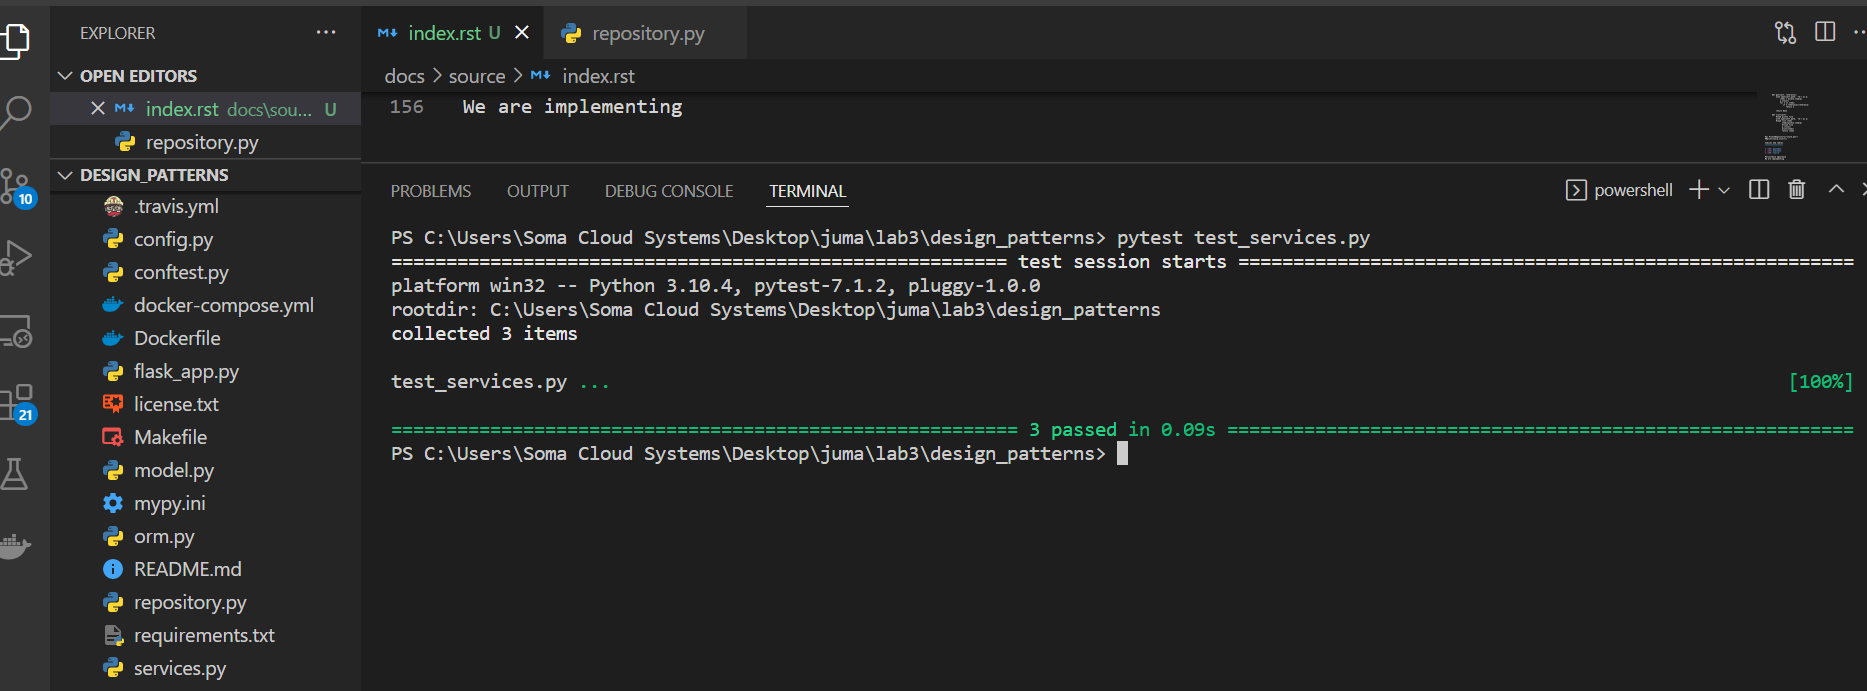 EXPLORER
OPEN EDITORS
index.rst docs\sou... U
repository.py
DESIGN_PATTERNS
.travis.yml
config.py
conftest.py
docker-compose.yml
Dockerfile
flask_app.py
license.txt
Makefile
model.py
mypy.ini
orm.py
README.md
repository.py
requirements.txt
services.py
10
21
index.rst U
repository.py
docs > source > index.rst
156 We are implementing
PROBLEMS OUTPUT DEBUG CONSOLE TERMINAL
powershell
PS C:\Users\Soma Cloud Systems\Desktop\juma\lab3\design_patterns> pytest test_services.py
======================================================== test session starts ========================================================
platform win32 -- Python 3.10.4, pytest-7.1.2, pluggy-1.0.0
rootdir: C:\Users\Soma Cloud Systems\Desktop\juma\lab3\design_patterns
collected 3 items
test_services.py ... [100%]
========================================================= 3 passed in 0.09s =========================================================
PS C:\Users\Soma Cloud Systems\Desktop\juma\lab3\design_patterns>